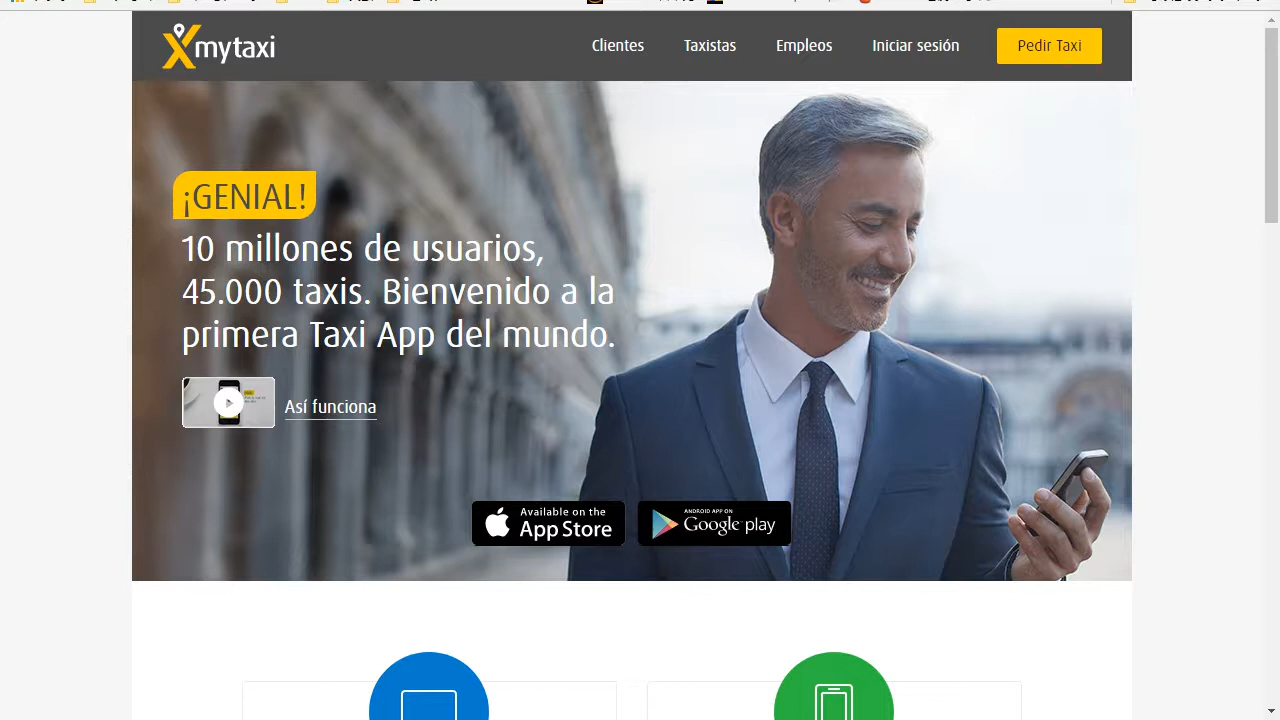 mytaxi
Clientes
Taxistas
Empleos
Iniciar sesión
Pedir Taxi
¡GENIAL!
10 millones de usuarios,
45.000 taxis. Bienvenido a la
primera Taxi App del mundo.
Así funciona
Available on the
App Store
ANDROID APP ON
Google play